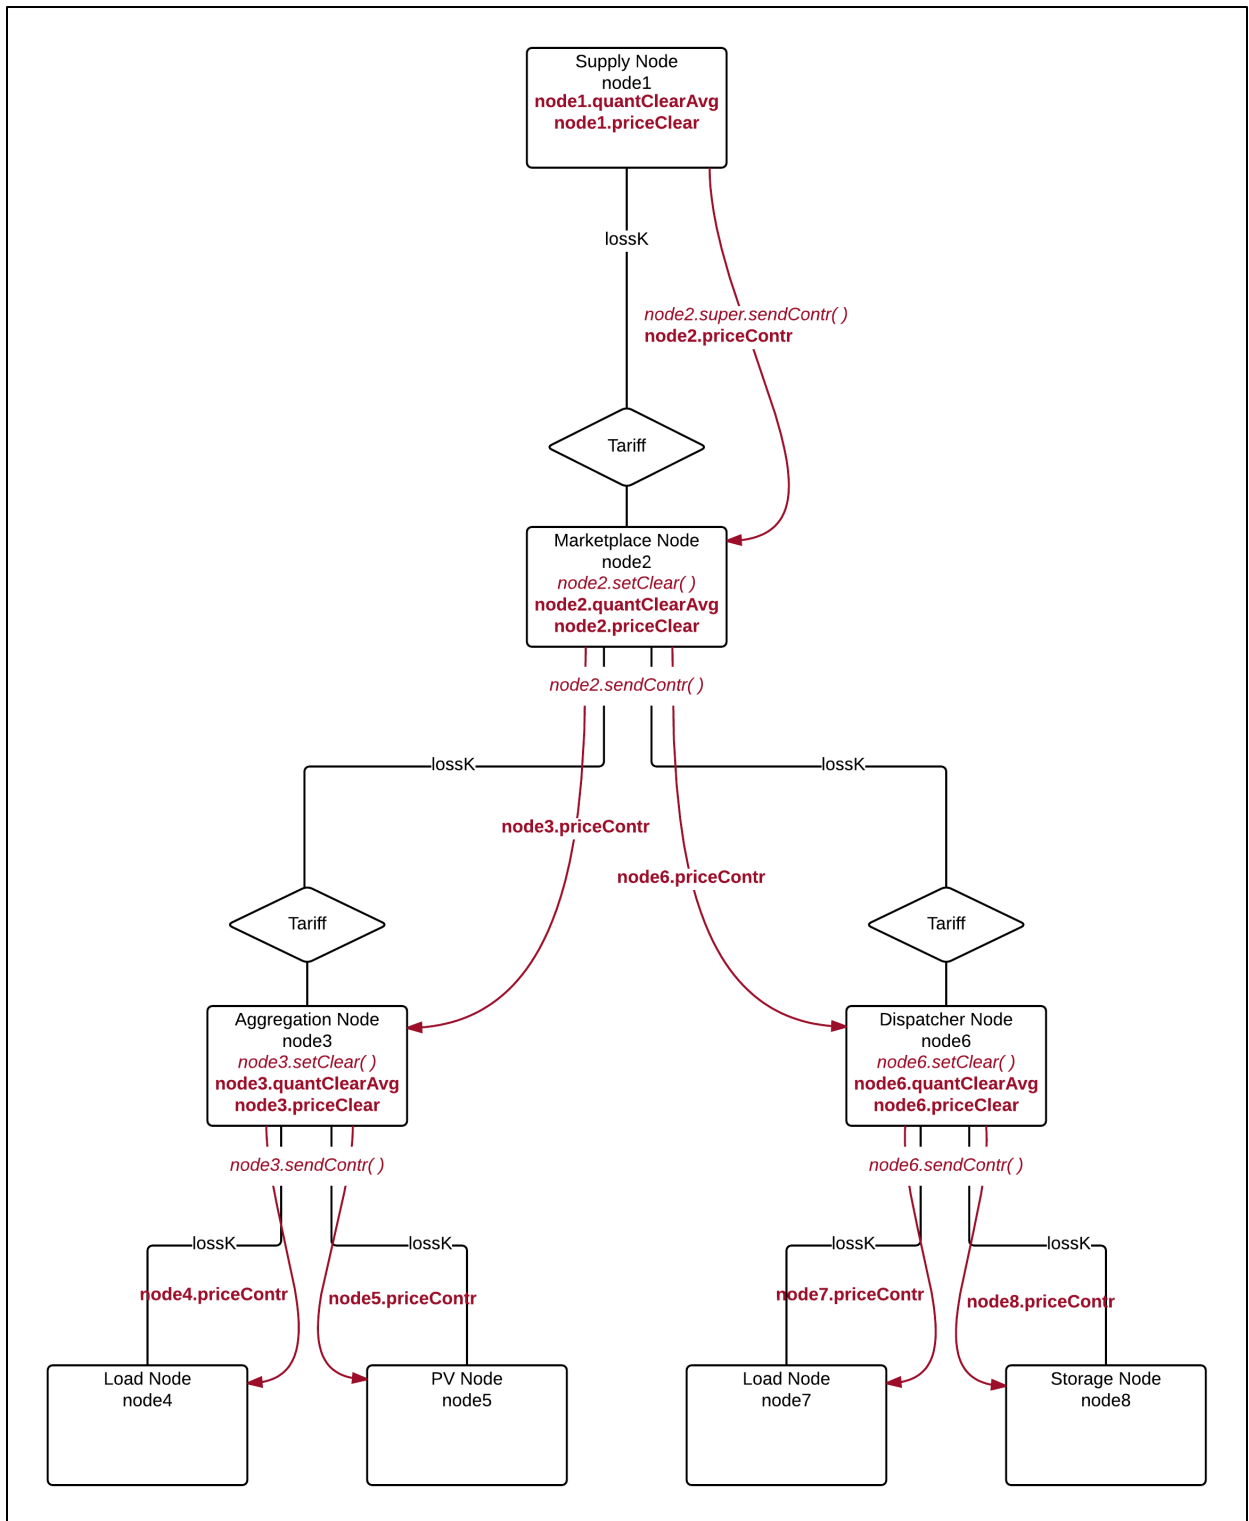 Supply Node
node1
node1.quantClearAvg
node1.priceClear
lossK
node2.super.sendContr( )
node2.priceContr
Tariff
Marketplace Node
node2
node2.setClear( )
node2.quantClearAvg
node2.priceClear
node2.sendContr( )
lossK
lossK
node3.priceContr
node6.priceContr
Tariff
Tariff
Aggregation Node
node3
node3.setClear( )
node3.quantClearAvg
node3.priceClear
Dispatcher Node
node6
node6.setClear( )
node6.quantClearAvg
node6.priceClear
node3.sendContr( )
node6.sendContr( )
lossK
lossK
lossK
lossK
node4.priceContr
node5.priceContr
node7.priceContr
node8.priceContr
Load Node
node4
PV Node
node5
Load Node
node7
Storage Node
node8